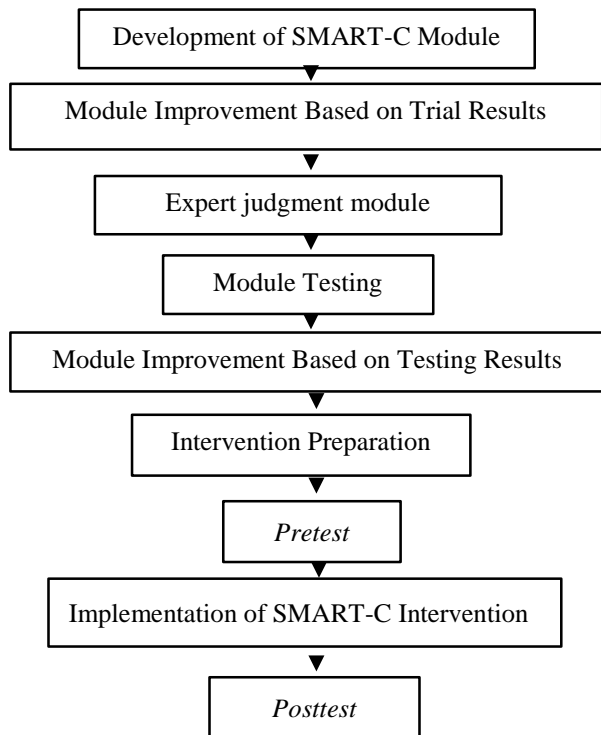 Development of SMART-C Module
Module Improvement Based on Trial Results
Expert judgment module
Module Testing
Module Improvement Based on Testing Results
Intervention Preparation
Pretest
Implementation of SMART-C Intervention
Posttest